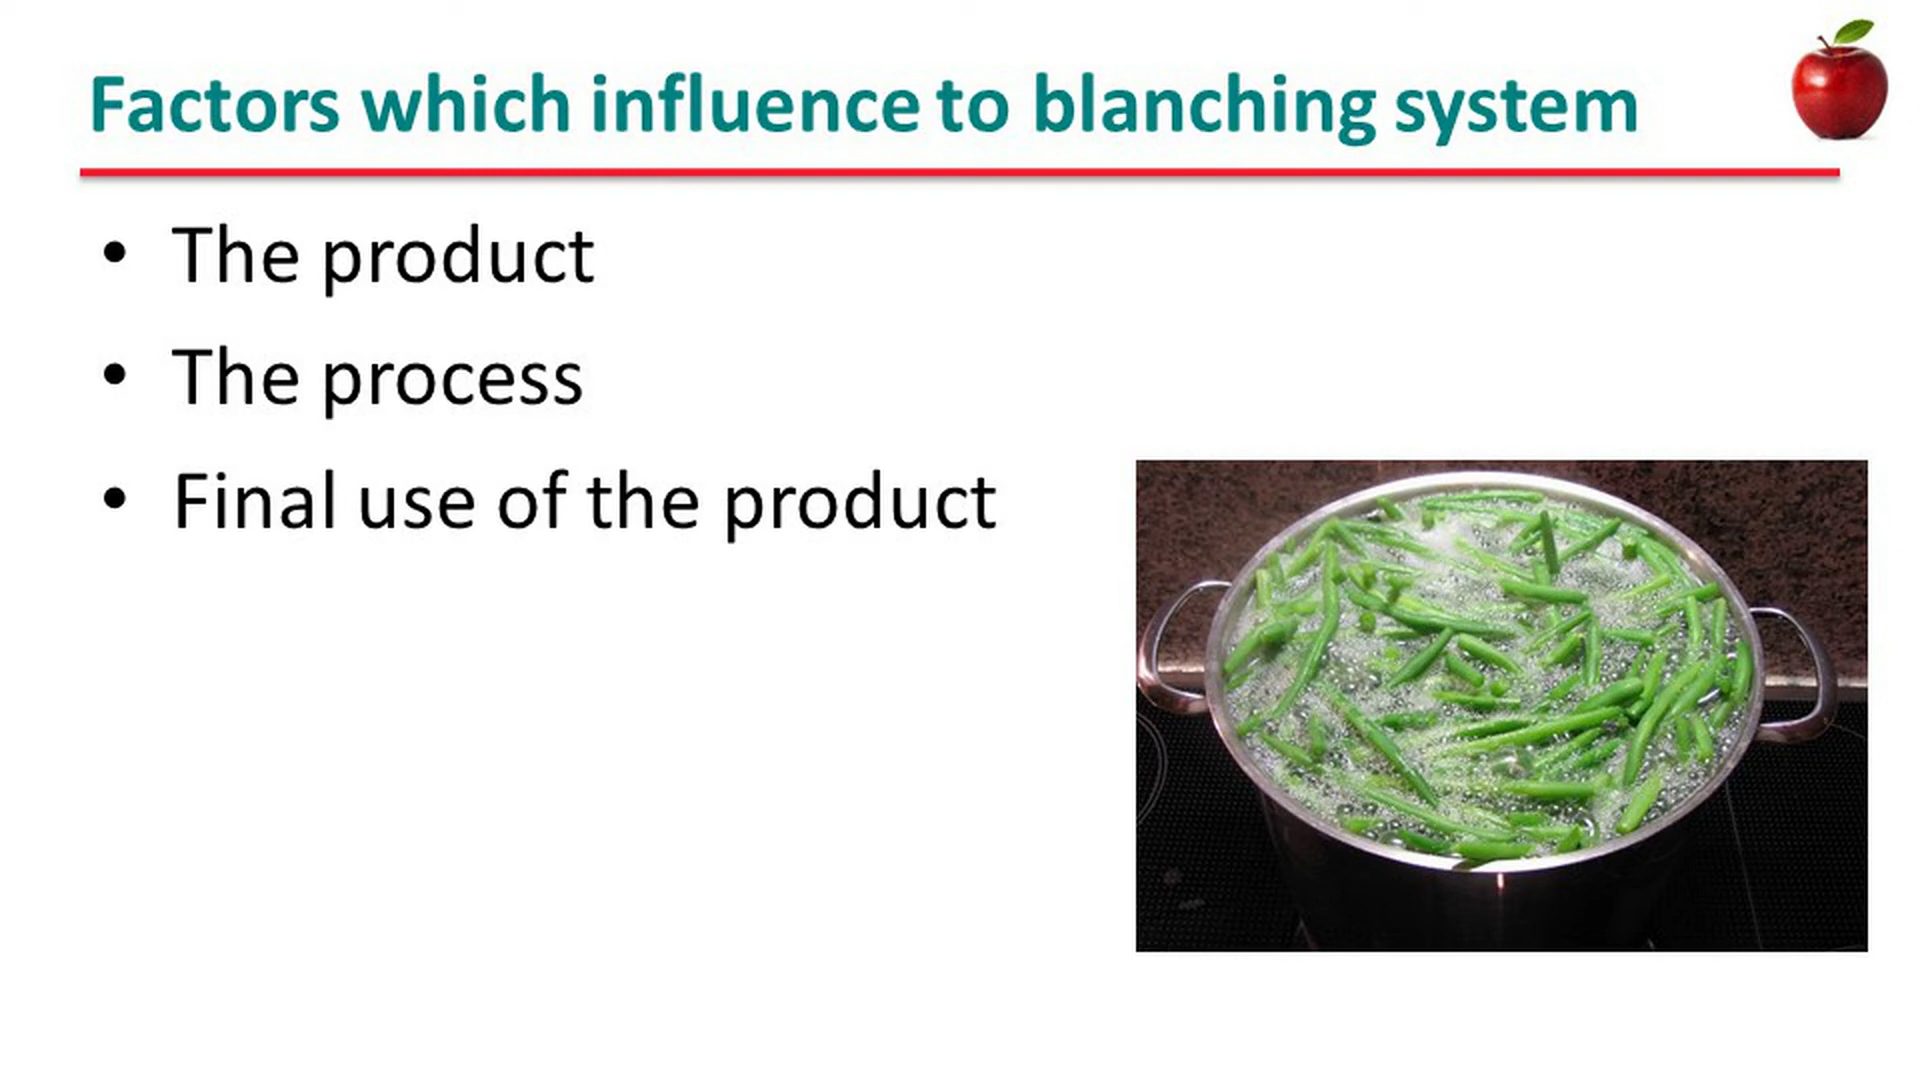 Factors which influence to blanching system
• The product
• The process
• Final use of the product